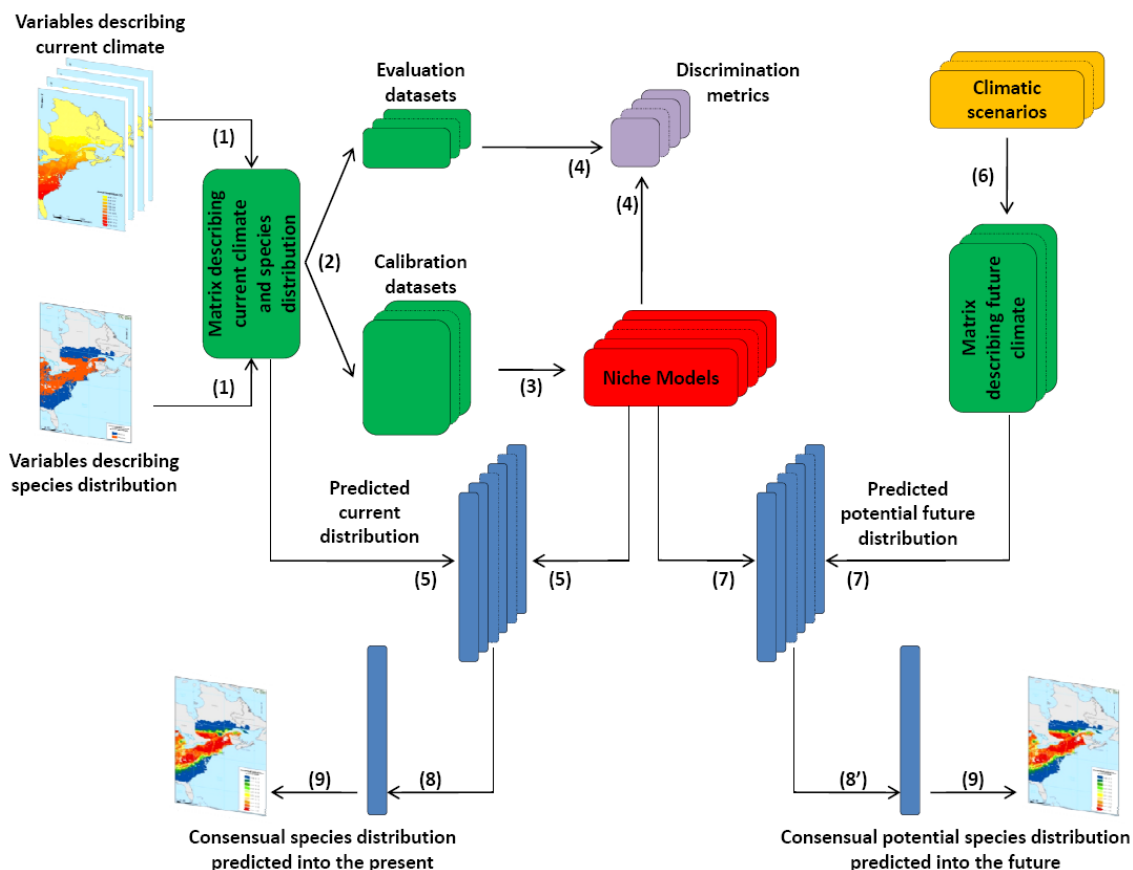 Variables describing
current climate
(1)
Matrix describing
current climate
and species
distribution
(1)
Variables describing
species distribution
(2)
Evaluation
datasets
Calibration
datasets
(3)
(4)
(4)
Discrimination
metrics
Niche Models
Climatic
scenarios
(6)
Matrix
describing future
climate
Predicted
current
distribution
(5)
(5)
Predicted
potential future
distribution
(7)
(7)
(9)
(8)
Consensual species distribution
predicted into the present
(8’)
(9)
Consensual potential species distribution
predicted into the future